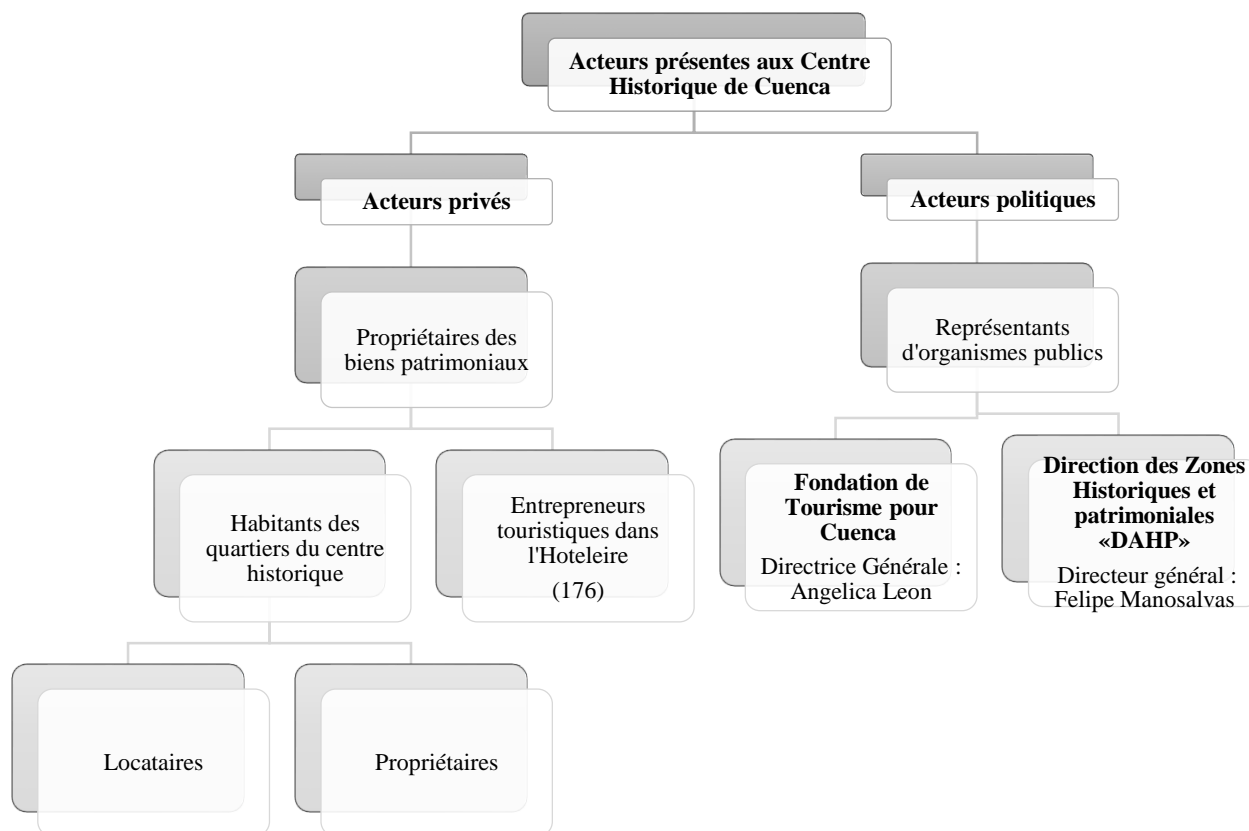 Acteurs présentes aux Centre
Historique de Cuenca
Acteurs privés
Acteurs politiques
Propriétaires des
biens patrimoniaux
Représentants
d'organismes publics
Habitants des
quartiers du centre
historique
Entrepreneurs
touristiques dans
l'Hoteleire
(176)
Fondation de
Tourisme pour
Cuenca
Directrice Générale :
Angelica Leon
Direction des Zones
Historiques et
patrimoniales
«DAHP»
Directeur général :
Felipe Manosalvas
Locataires
Propriétaires